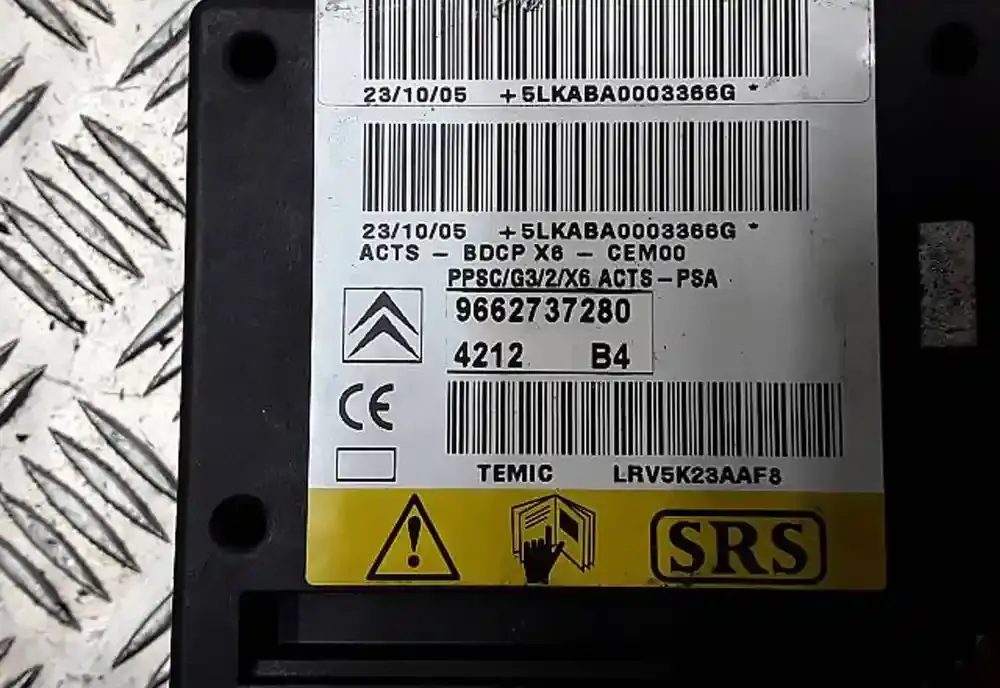 23/10/05 +5LKABA0003366G *
23/10/05 +5LKABA0003366G *
ACTS - BDCP X6 - CEM00
PPSC/G3/2/X6 ACTS-PSA
9662737280
4212 B4
CE
TEMIC LRV5K23AAF8
SRS